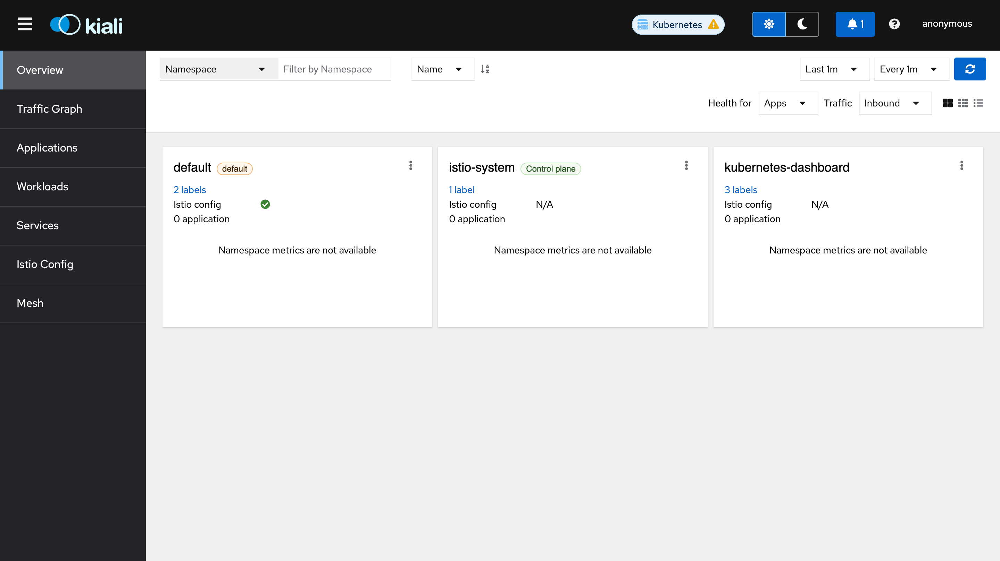 kiali
Kubernetes
1
anonymous
Overview
Traffic Graph
Applications
Workloads
Services
Istio Config
Mesh
Namespace
Filter by Namespace
Name
Last 1m
Every 1m
Health for
Apps
Traffic
Inbound
default default
2 labels
Istio config
0 application
Namespace metrics are not available
istio-system Control plane
1 label
Istio config N/A
0 application
Namespace metrics are not available
kubernetes-dashboard
3 labels
Istio config N/A
0 application
Namespace metrics are not available